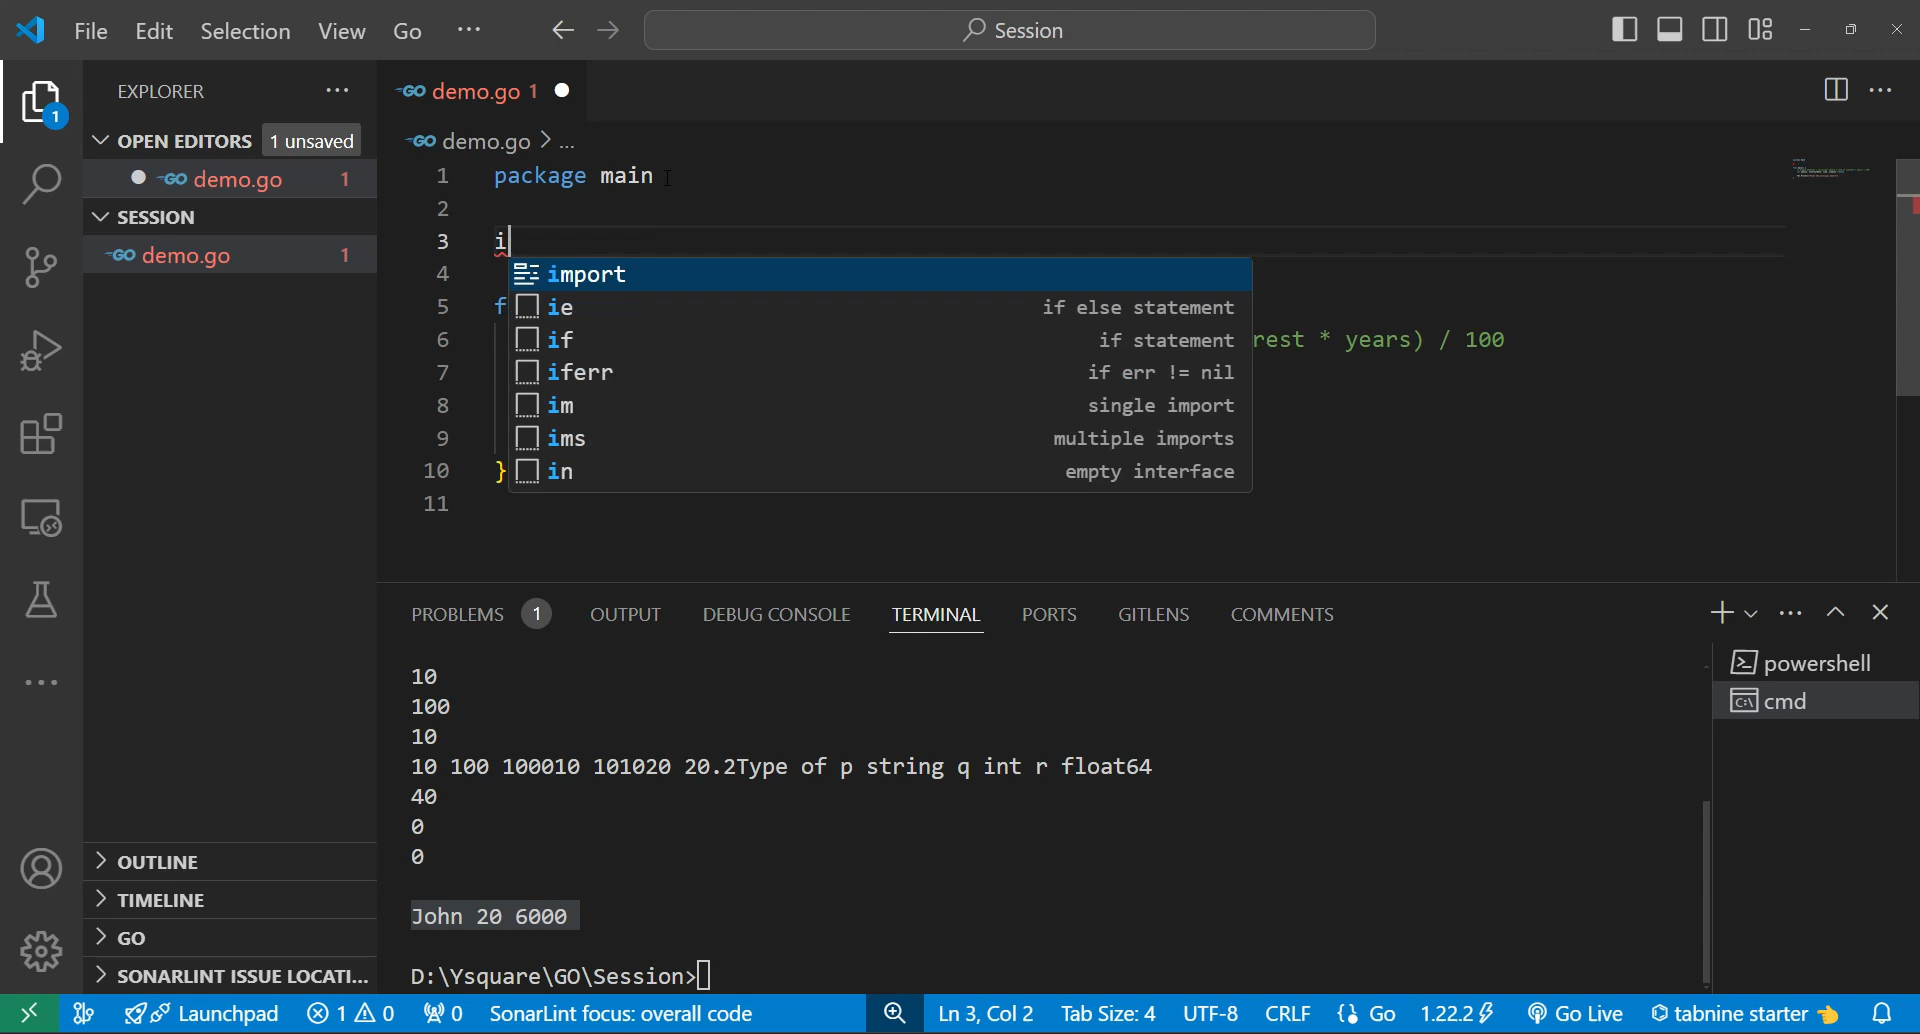 File Edit Selection View Go ··· Session
EXPLORER ···
OPEN EDITORS 1 unsaved
demo.go 1
SESSION
demo.go 1
OUTLINE
TIMELINE
GO
SONARLINT ISSUE LOCATI...
1
GO demo.go 1
GO demo.go > ...
1 package main
2
3 i
4 import
5 f ie if else statement
6 if if statement rest * years) / 100
7 iferr if err != nil
8 im single import
9 ims multiple imports
10 } in empty interface
11
PROBLEMS 1 OUTPUT DEBUG CONSOLE TERMINAL PORTS GITLENS COMMENTS
10
100
10
10 100 100010 101020 20.2Type of p string q int r float64
40
0
0
John 20 6000
D:\Ysquare\GO\Session>
powershell
cmd
Launchpad 1 0 0 SonarLint focus: overall code Ln 3, Col 2 Tab Size: 4 UTF-8 CRLF Go 1.22.2 Go Live tabnine starter